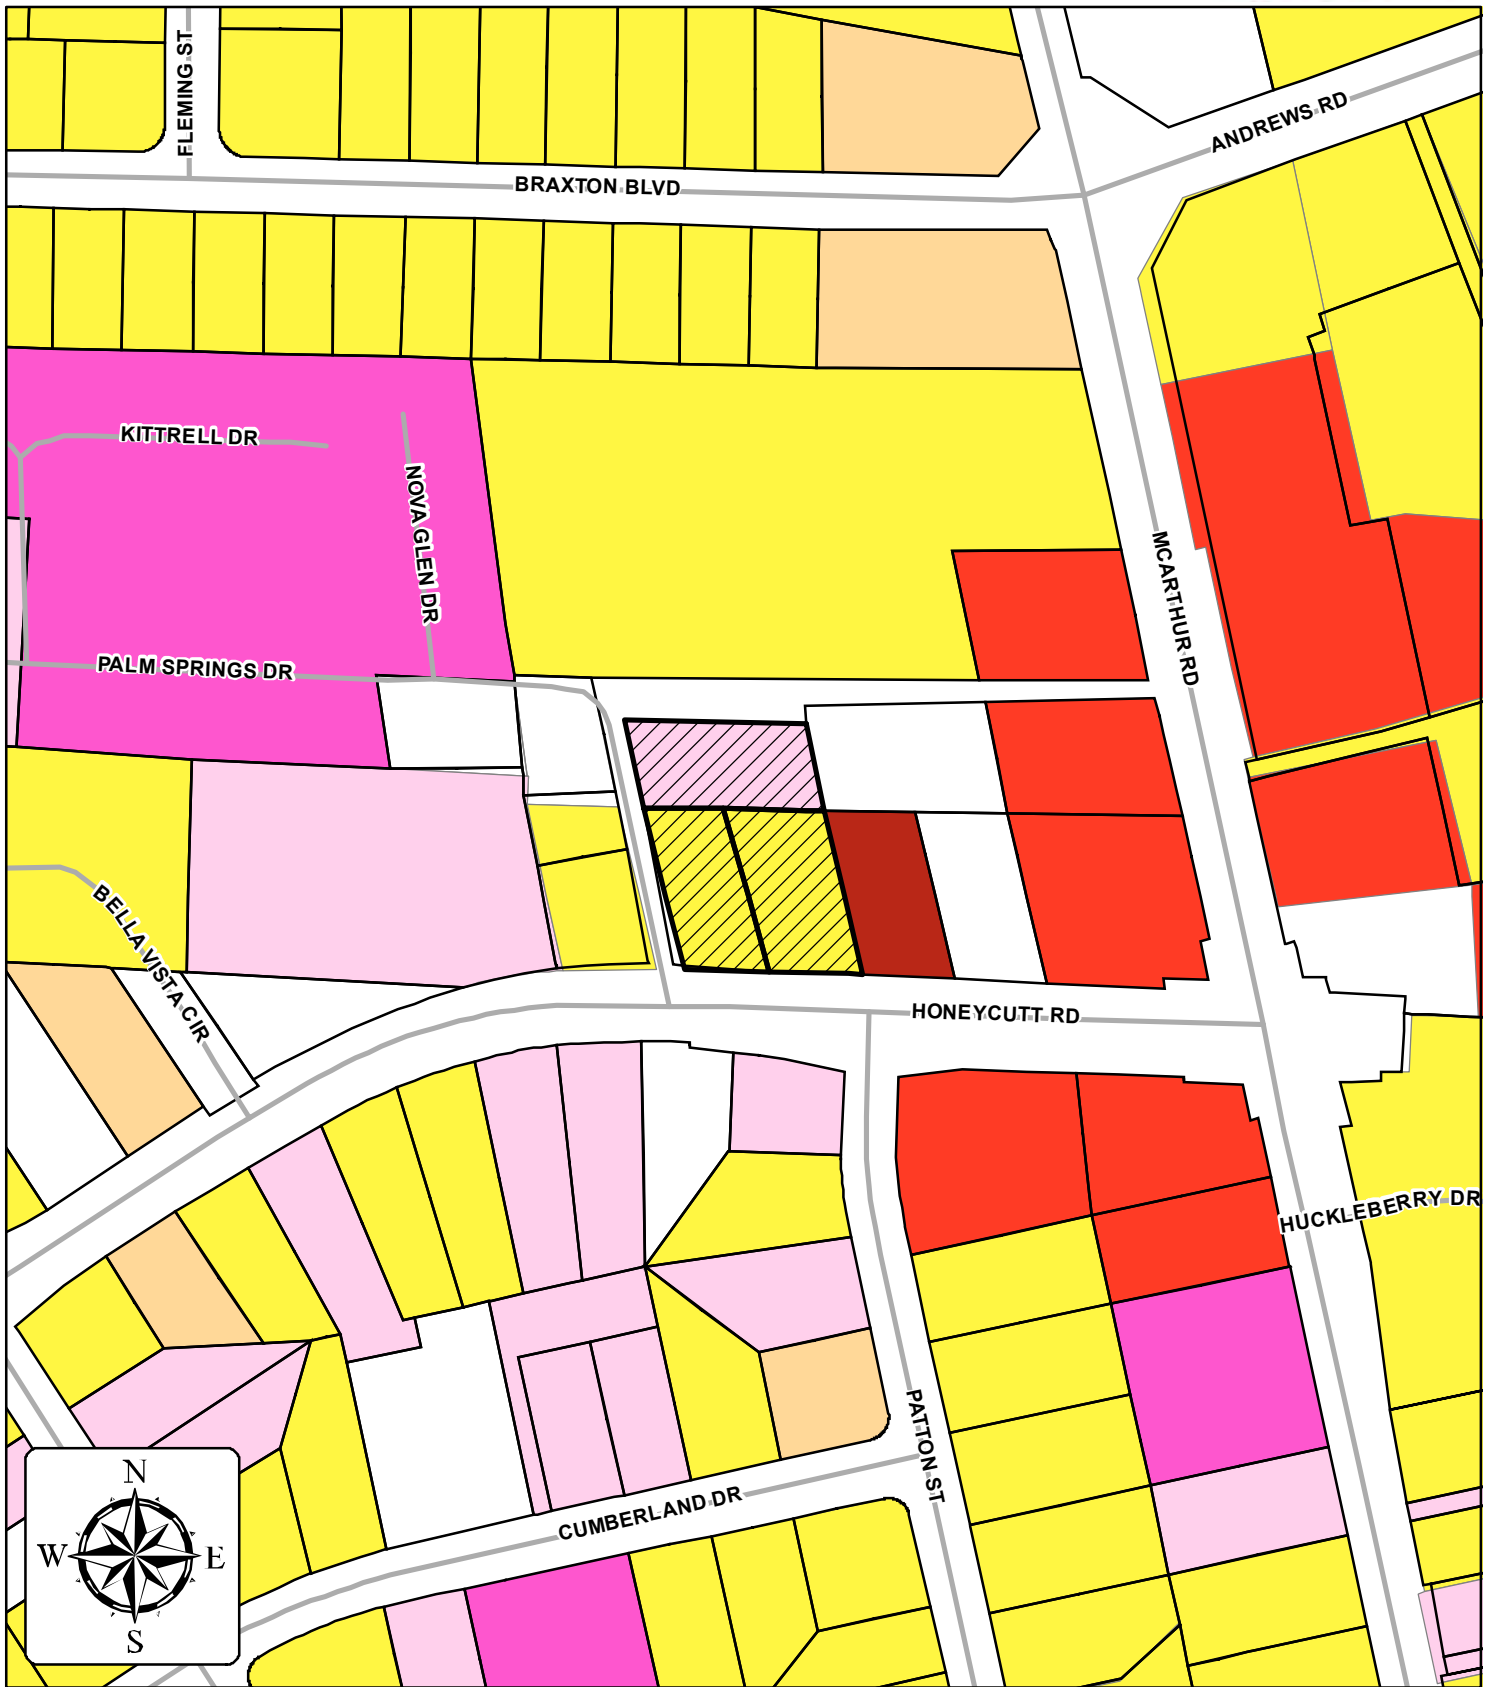 FLEMING ST
ANDREWS RD
BRAXTON BLVD
KITTRELL DR
NOVA GLEN DR
MCARTHUR RD
PALM SPRINGS DR
BELLA VISTA CIR
HONEYCUTT RD
HUCKLEBERRY DR
PATTON ST
CUMBERLAND DR
N
W E
S